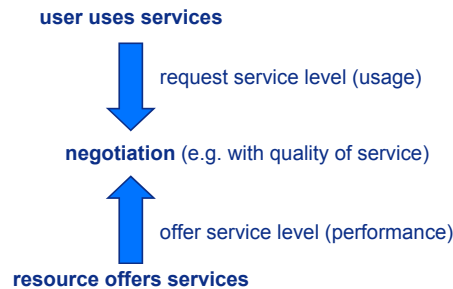 user uses services
request service level (usage)
negotiation (e.g. with quality of service)
offer service level (performance)
resource offers services